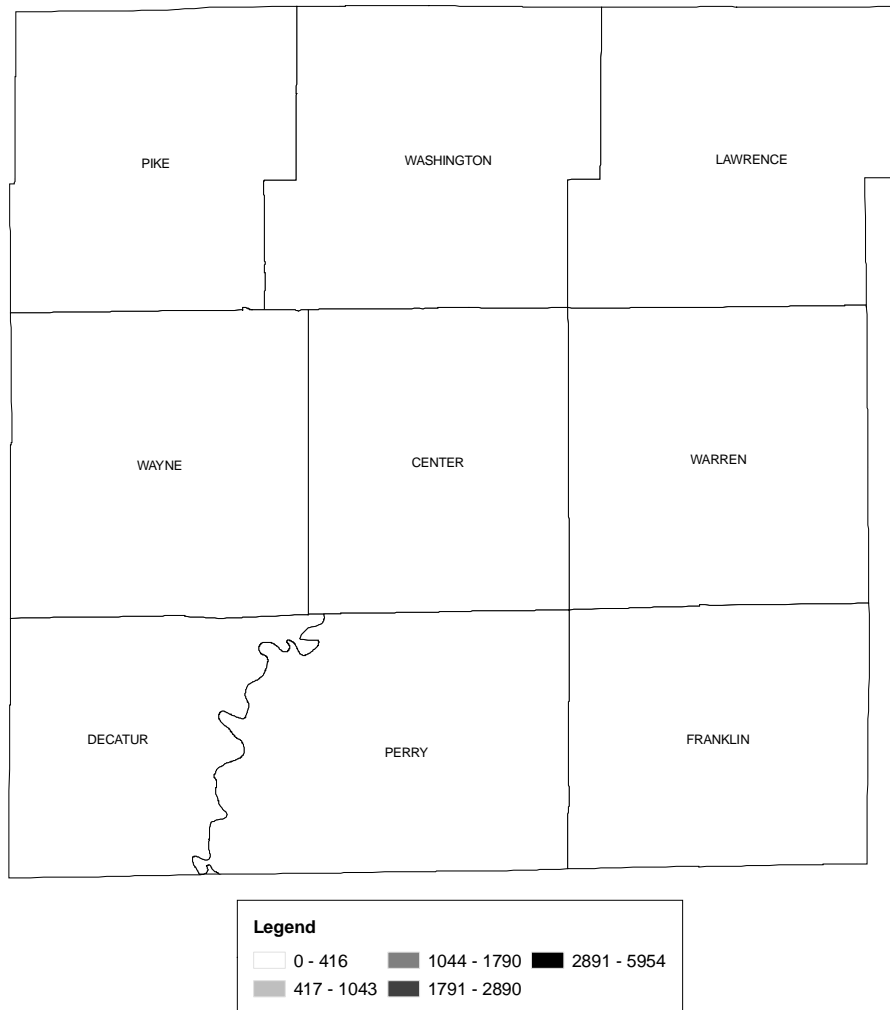 PIKE
WASHINGTON
LAWRENCE
WAYNE
CENTER
WARREN
DECATUR
PERRY
FRANKLIN
Legend
0 - 416
1044 - 1790
2891 - 5954
417 - 1043
1791 - 2890